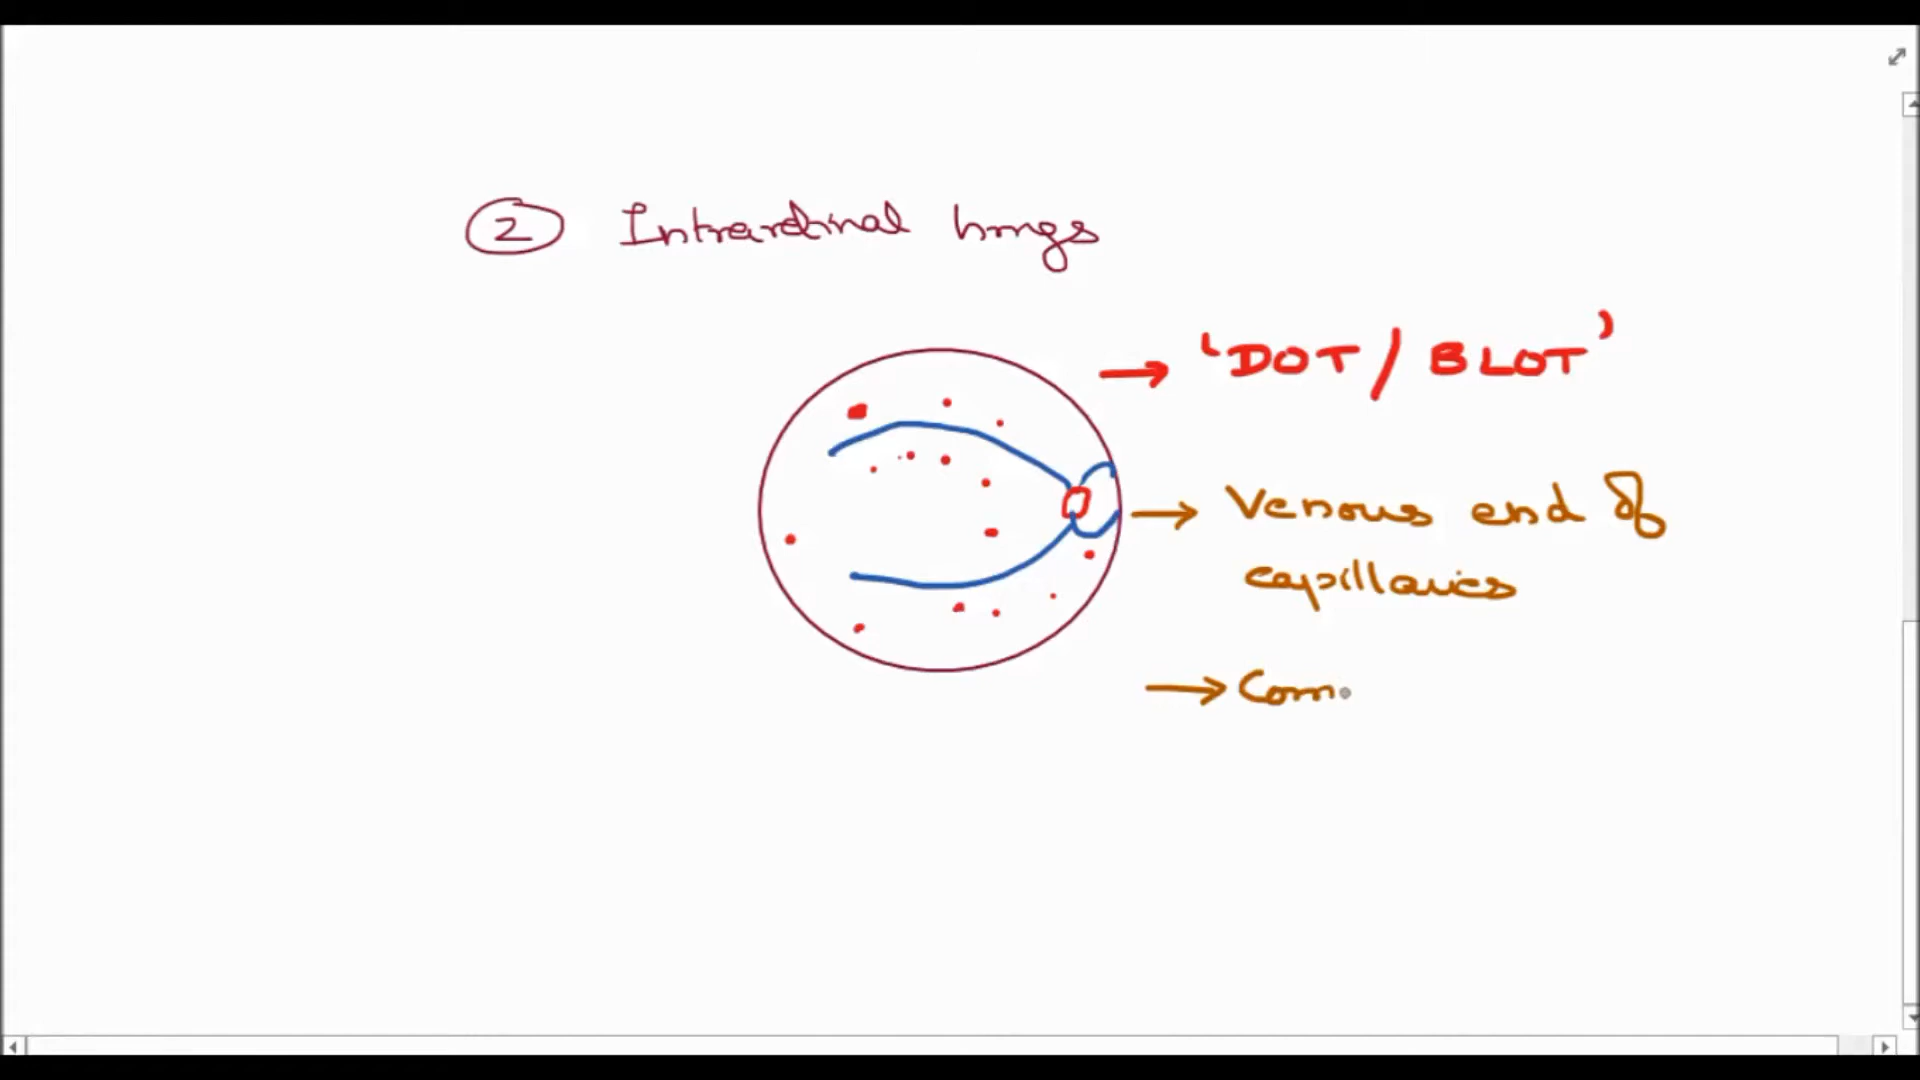 2 Intraretinal hmgs
→ 'DOT / BLOT'
→ Venous end of
capillaries
→ Com